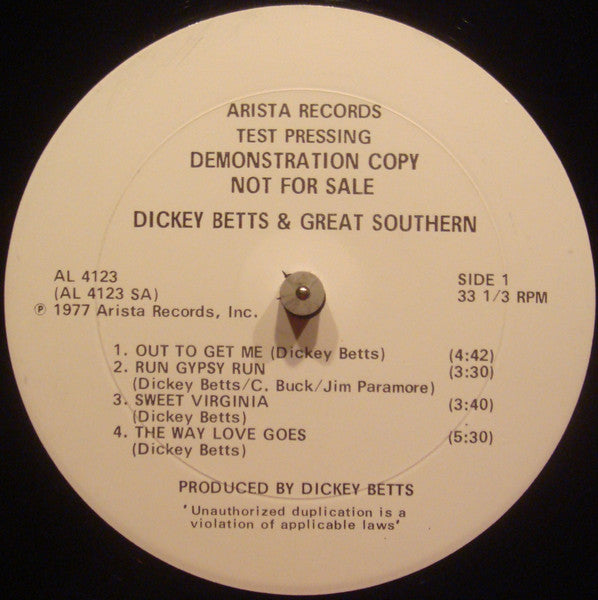 ARISTA RECORDS
TEST PRESSING
DEMONSTRATION COPY
NOT FOR SALE
DICKEY BETTS & GREAT SOUTHERN
AL 4123
(AL 4123 SA)
℗ 1977 Arista Records, Inc.
SIDE 1
33 1/3 RPM
1. OUT TO GET ME (Dickey Betts) (4:42)
2. RUN GYPSY RUN (3:30)
(Dickey Betts/C. Buck/Jim Paramore)
3. SWEET VIRGINIA (3:40)
(Dickey Betts)
4. THE WAY LOVE GOES (5:30)
(Dickey Betts)
PRODUCED BY DICKEY BETTS
'Unauthorized duplication is a
violation of applicable laws'